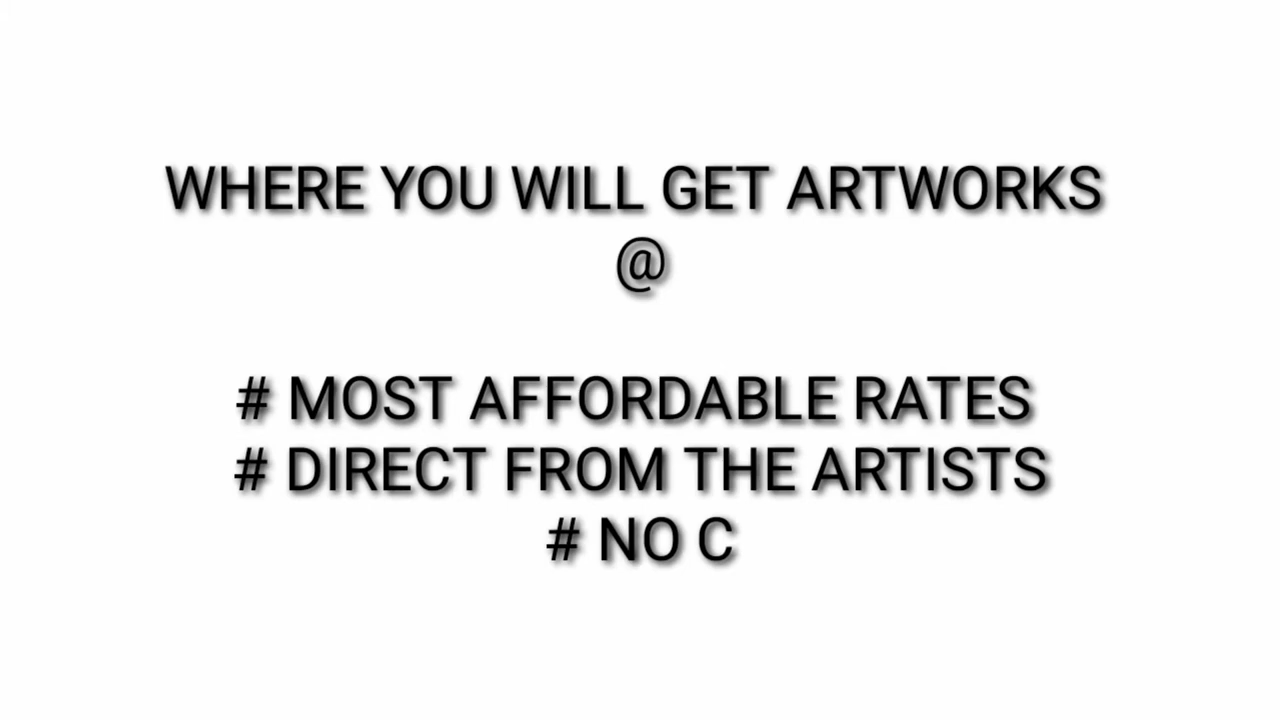 WHERE YOU WILL GET ARTWORKS
@
# MOST AFFORDABLE RATES
# DIRECT FROM THE ARTISTS
# NO C